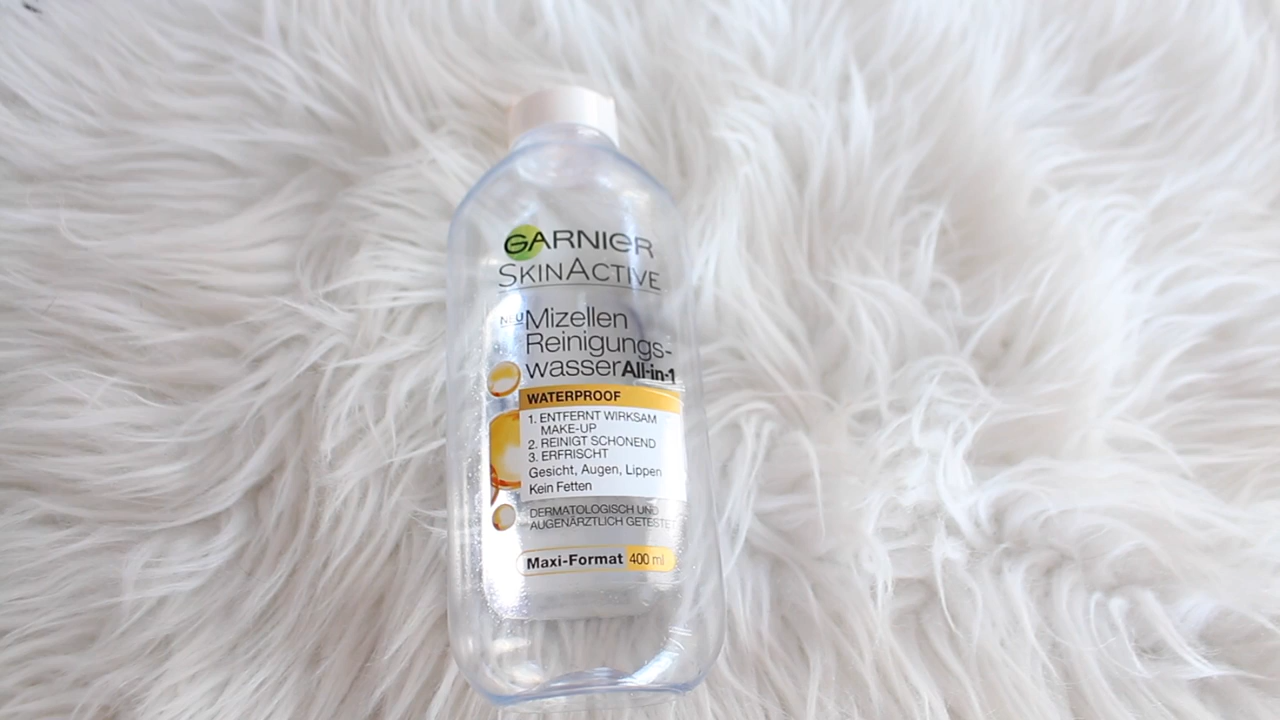 GARNIER
SKINACTIVE
NEU Mizellen
Reinigungs-
wasser All-in-1
WATERPROOF
1. ENTFERNT WIRKSAM
MAKE-UP
2. REINIGT SCHONEND
3. ERFRISCHT
Gesicht, Augen, Lippen
Kein Fetten
DERMATOLOGISCH UND
AUGENÄRZTLICH GETESTET
Maxi-Format 400 ml